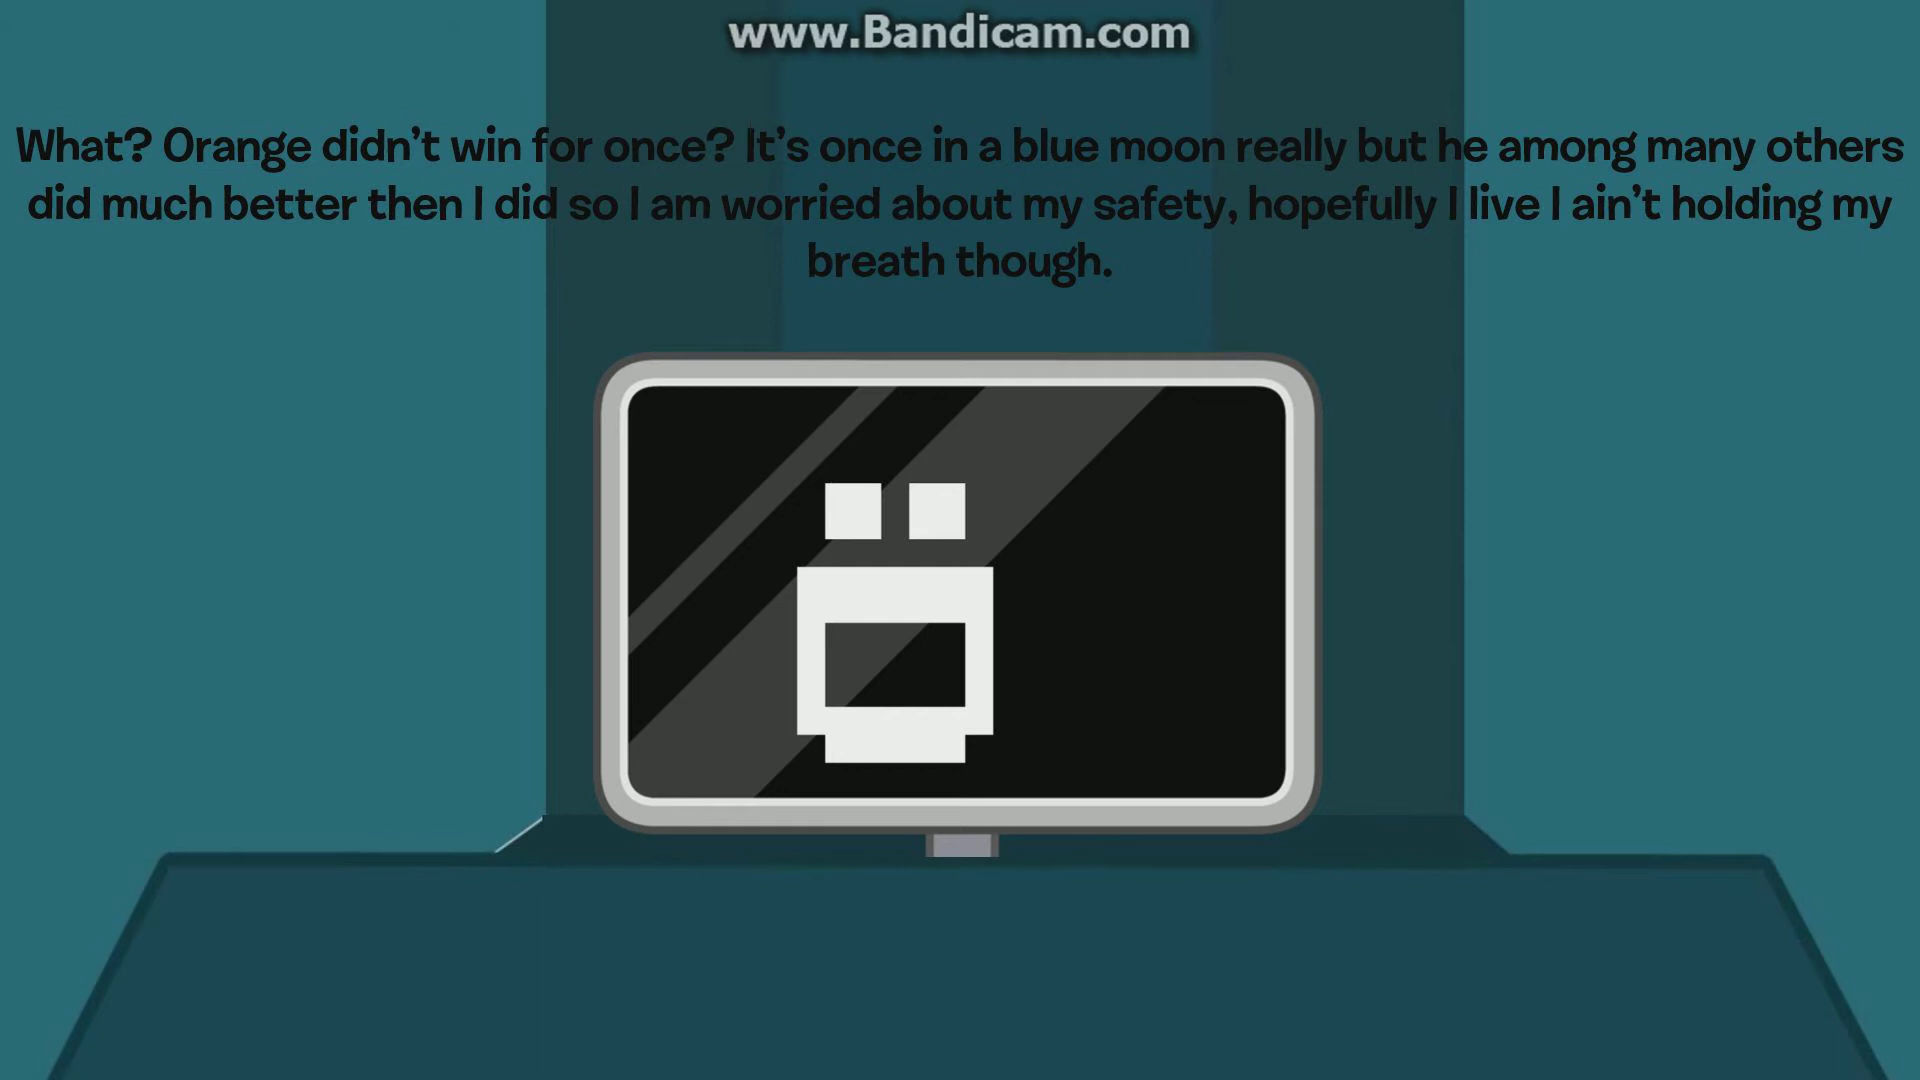 www.Bandicam.com
What? Orange didn't win for once? It's once in a blue moon really but he among many others
did much better then I did so I am worried about my safety, hopefully I live I ain't holding my
breath though.